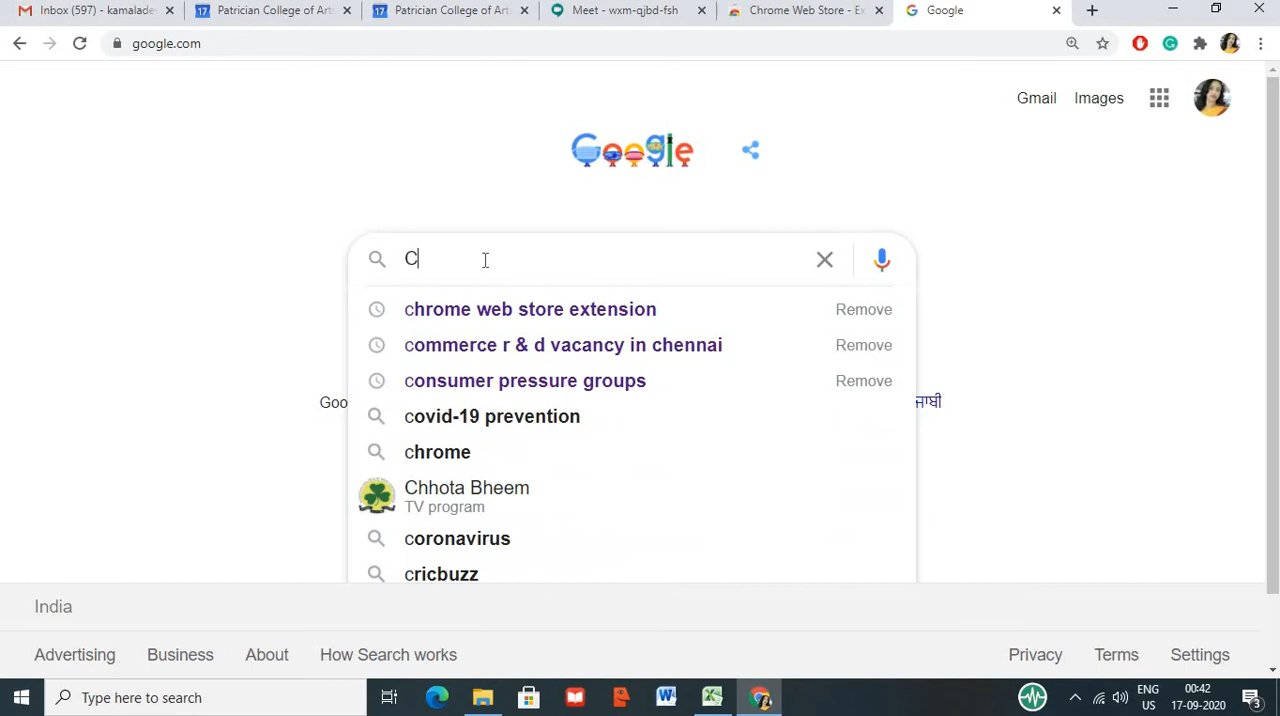 Inbox (597) - kamalade
Patrician College of Arts
Patrician College of Art
Meet - wxm-qjbd-fsh
Chrome Web Store - Ex
Google
google.com
Gmail
Images
Google
C
chrome web store extension
Remove
commerce r & d vacancy in chennai
Remove
consumer pressure groups
Remove
covid-19 prevention
Goo
ਜਾਬੀ
chrome
Chhota Bheem
TV program
coronavirus
cricbuzz
India
Advertising
Business
About
How Search works
Privacy
Terms
Settings
Type here to search
ENG
US
00:42
17-09-2020
3